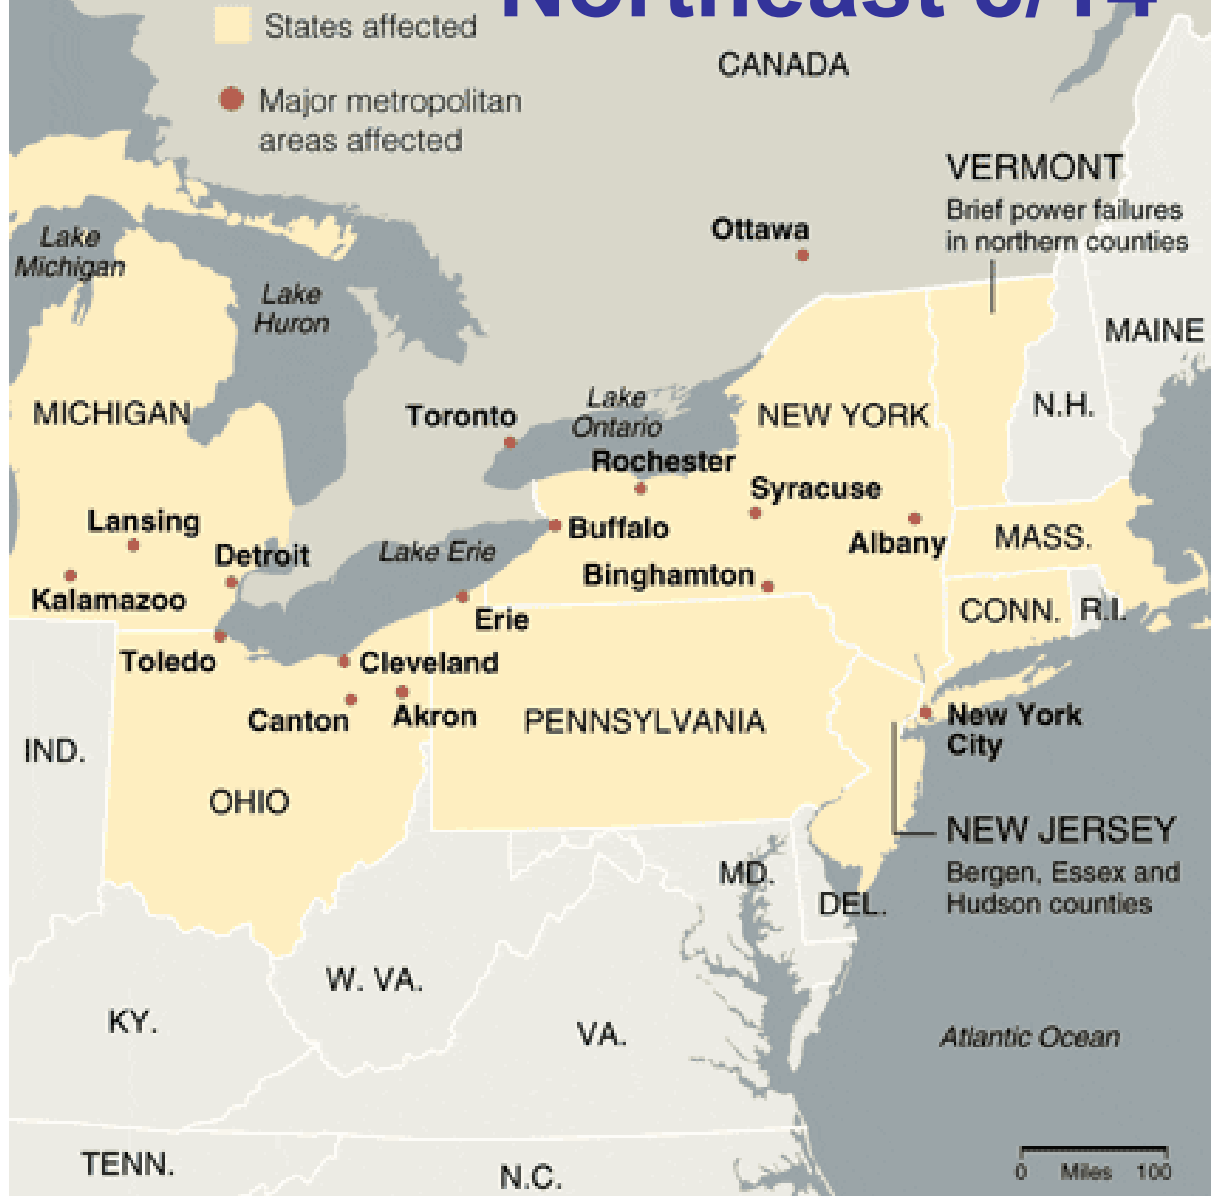 Northeast 8/14
States affected
CANADA
Major metropolitan
areas affected
VERMONT
Brief power failures
in northern counties
Ottawa
Lake
Michigan
Lake
Huron
MAINE
MICHIGAN
Toronto
Lake
Ontario
NEW YORK
N.H.
Rochester
Syracuse
Lansing
Detroit
Lake Erie
Buffalo
Albany
MASS.
Kalamazoo
Binghamton
CONN.
R.I.
Erie
Toledo
Cleveland
Canton
Akron
PENNSYLVANIA
New York
City
IND.
OHIO
NEW JERSEY
Bergen, Essex and
Hudson counties
MD.
DEL.
W. VA.
KY.
VA.
Atlantic Ocean
TENN.
N.C.
0 Miles 100